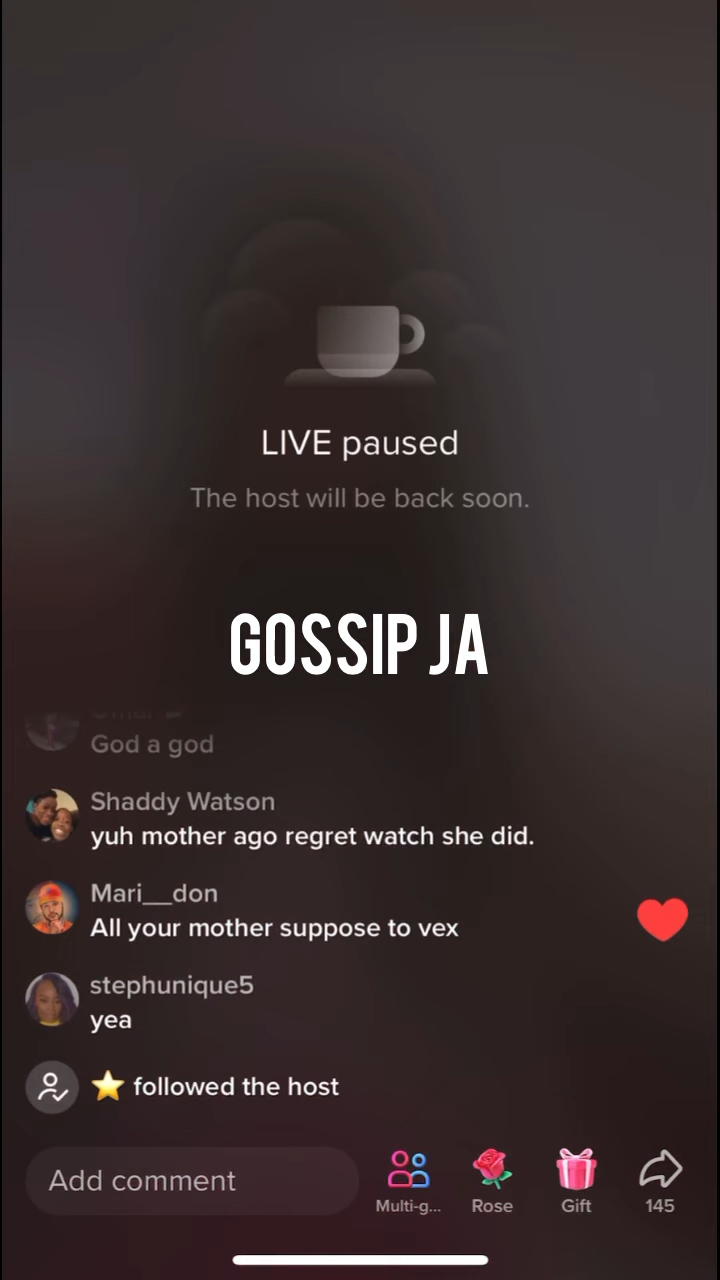 LIVE paused
The host will be back soon.
GOSSIP JA
God a god
Shaddy Watson
yuh mother ago regret watch she did.
Mari__don
All your mother suppose to vex
stephunique5
yea
⭐ followed the host
Add comment
Multi-g...
Rose
Gift
145